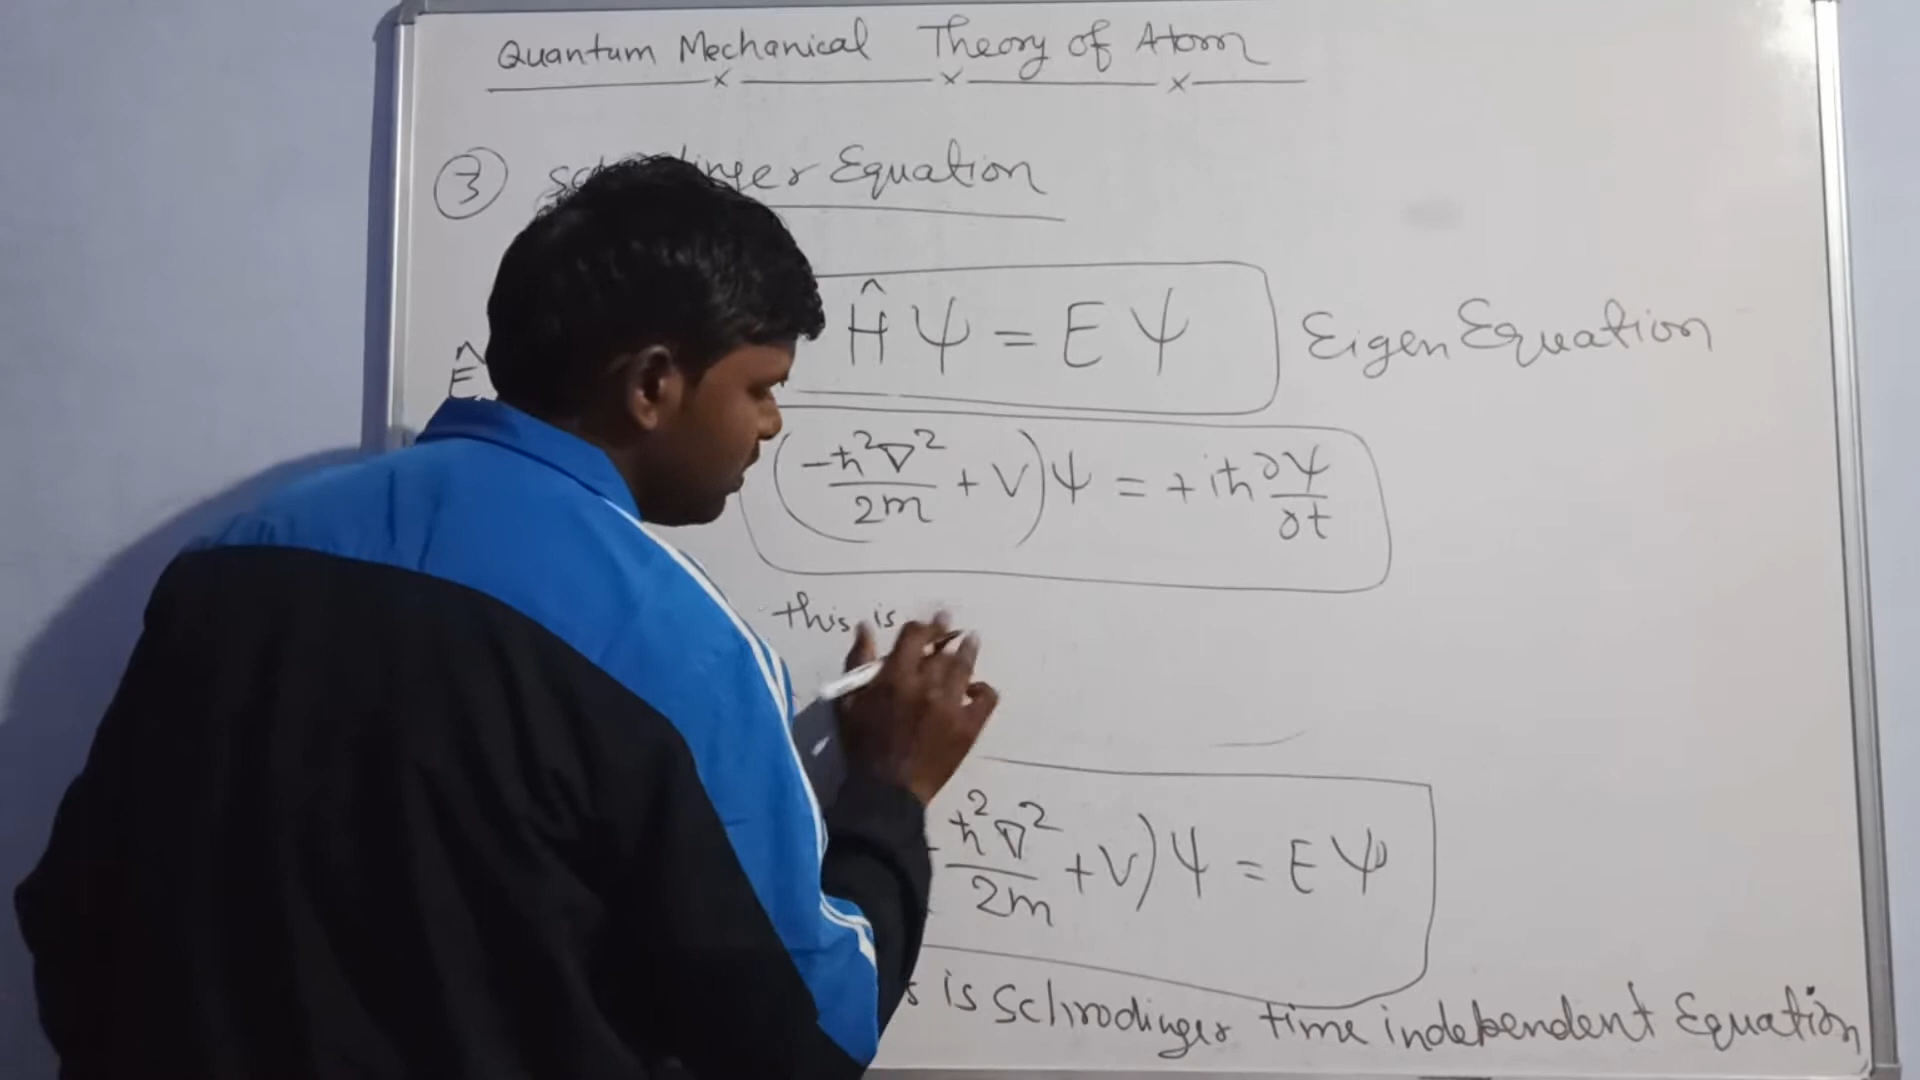 Quantum Mechanical Theory of Atom
③ Equation
Ĥ Ψ = E Ψ Eigen Equation
Ê
(-ħ²∇²/2m + V)Ψ = +iħ ∂Ψ/∂t
this is
ħ²∇²/2m + V)Ψ = EΨ
is Schrodinger time independent Equation